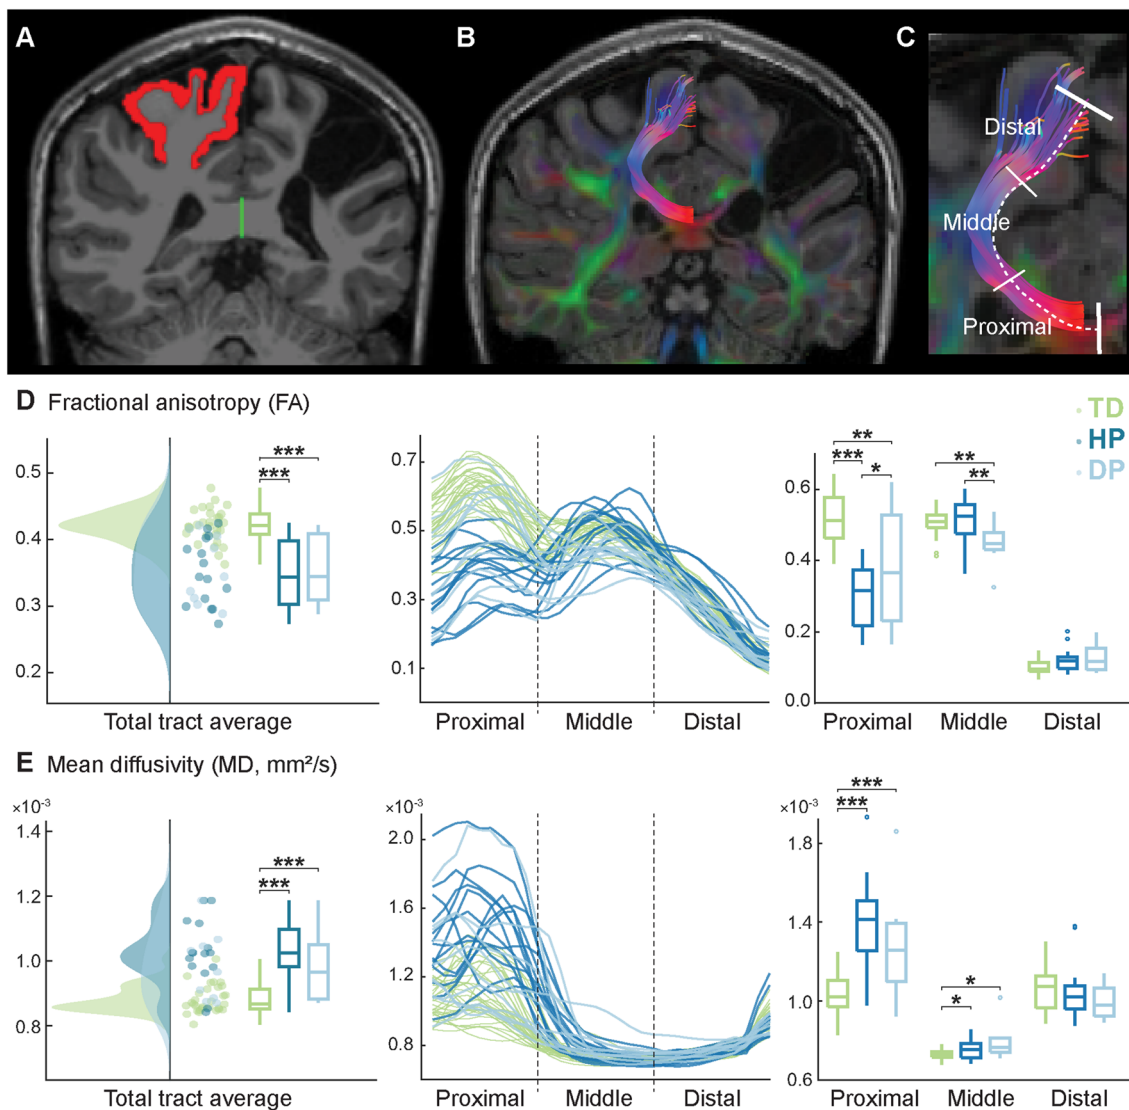 A
B
C
Distal
Middle
Proximal
D Fractional anisotropy (FA)
TD
HP
DP
0.5
0.4
0.3
0.2
***
***
Total tract average
0.7
0.5
0.3
0.1
Proximal Middle Distal
0.6
0.4
0.2
0.0
**
***
*
**
**
Proximal Middle Distal
E Mean diffusivity (MD, mm²/s)
×10⁻³
1.4
1.2
1.0
0.8
***
***
Total tract average
×10⁻³
2.0
1.6
1.2
0.8
Proximal Middle Distal
×10⁻³
1.8
1.4
1.0
0.6
***
***
*
*
Proximal Middle Distal